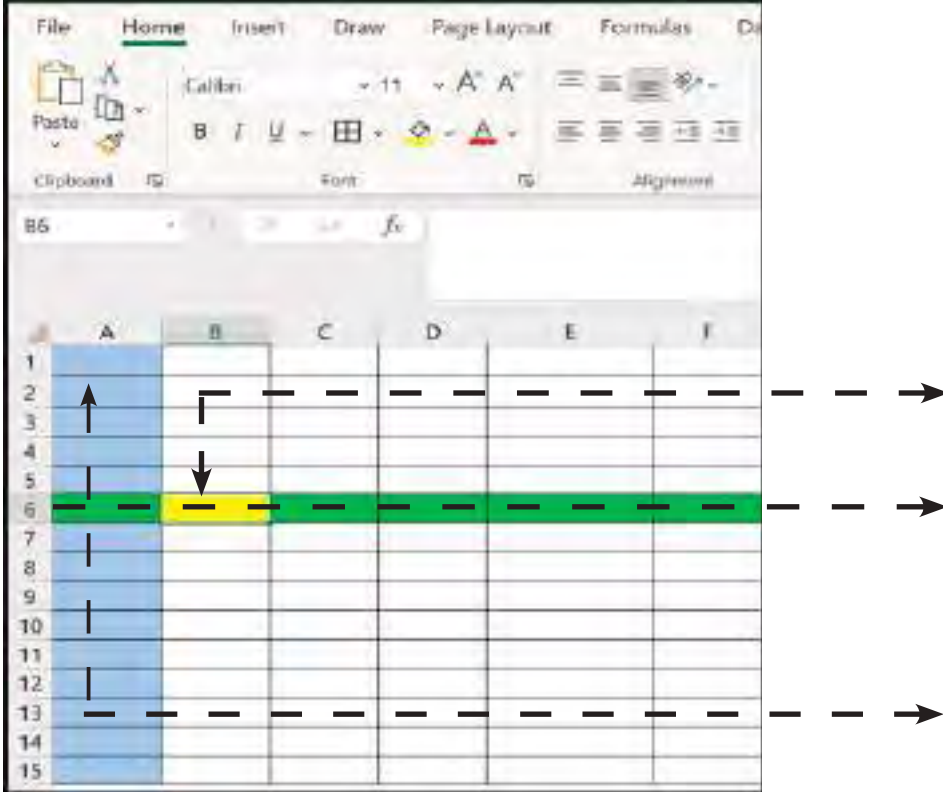 File Home Insert Draw Page Layout Formulas Da
Calibri 11 A A
Paste B I U A
Clipboard Font Alignment
B6 fx
A B C D E F
1
2
3
4
5
6
7
8
9
10
11
12
13
14
15